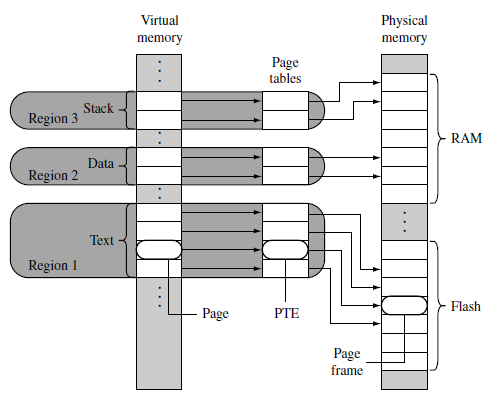 Virtual
memory
Physical
memory
Page
tables
Stack
Region 3
RAM
Data
Region 2
Text
Region 1
Page
PTE
Flash
Page
frame